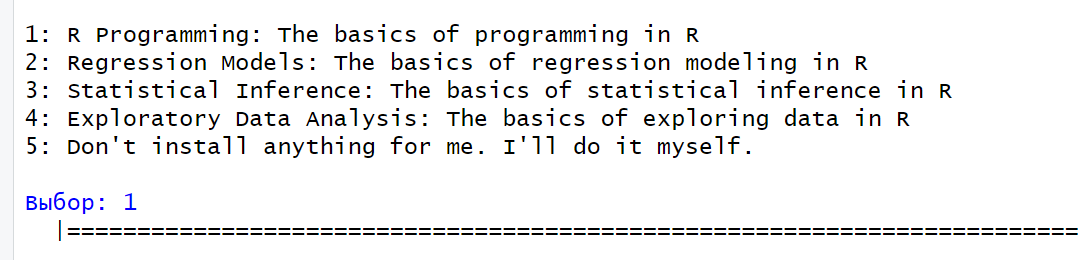 1: R Programming: The basics of programming in R
2: Regression Models: The basics of regression modeling in R
3: Statistical Inference: The basics of statistical inference in R
4: Exploratory Data Analysis: The basics of exploring data in R
5: Don't install anything for me. I'll do it myself.
Выбор: 1
|========================================================================